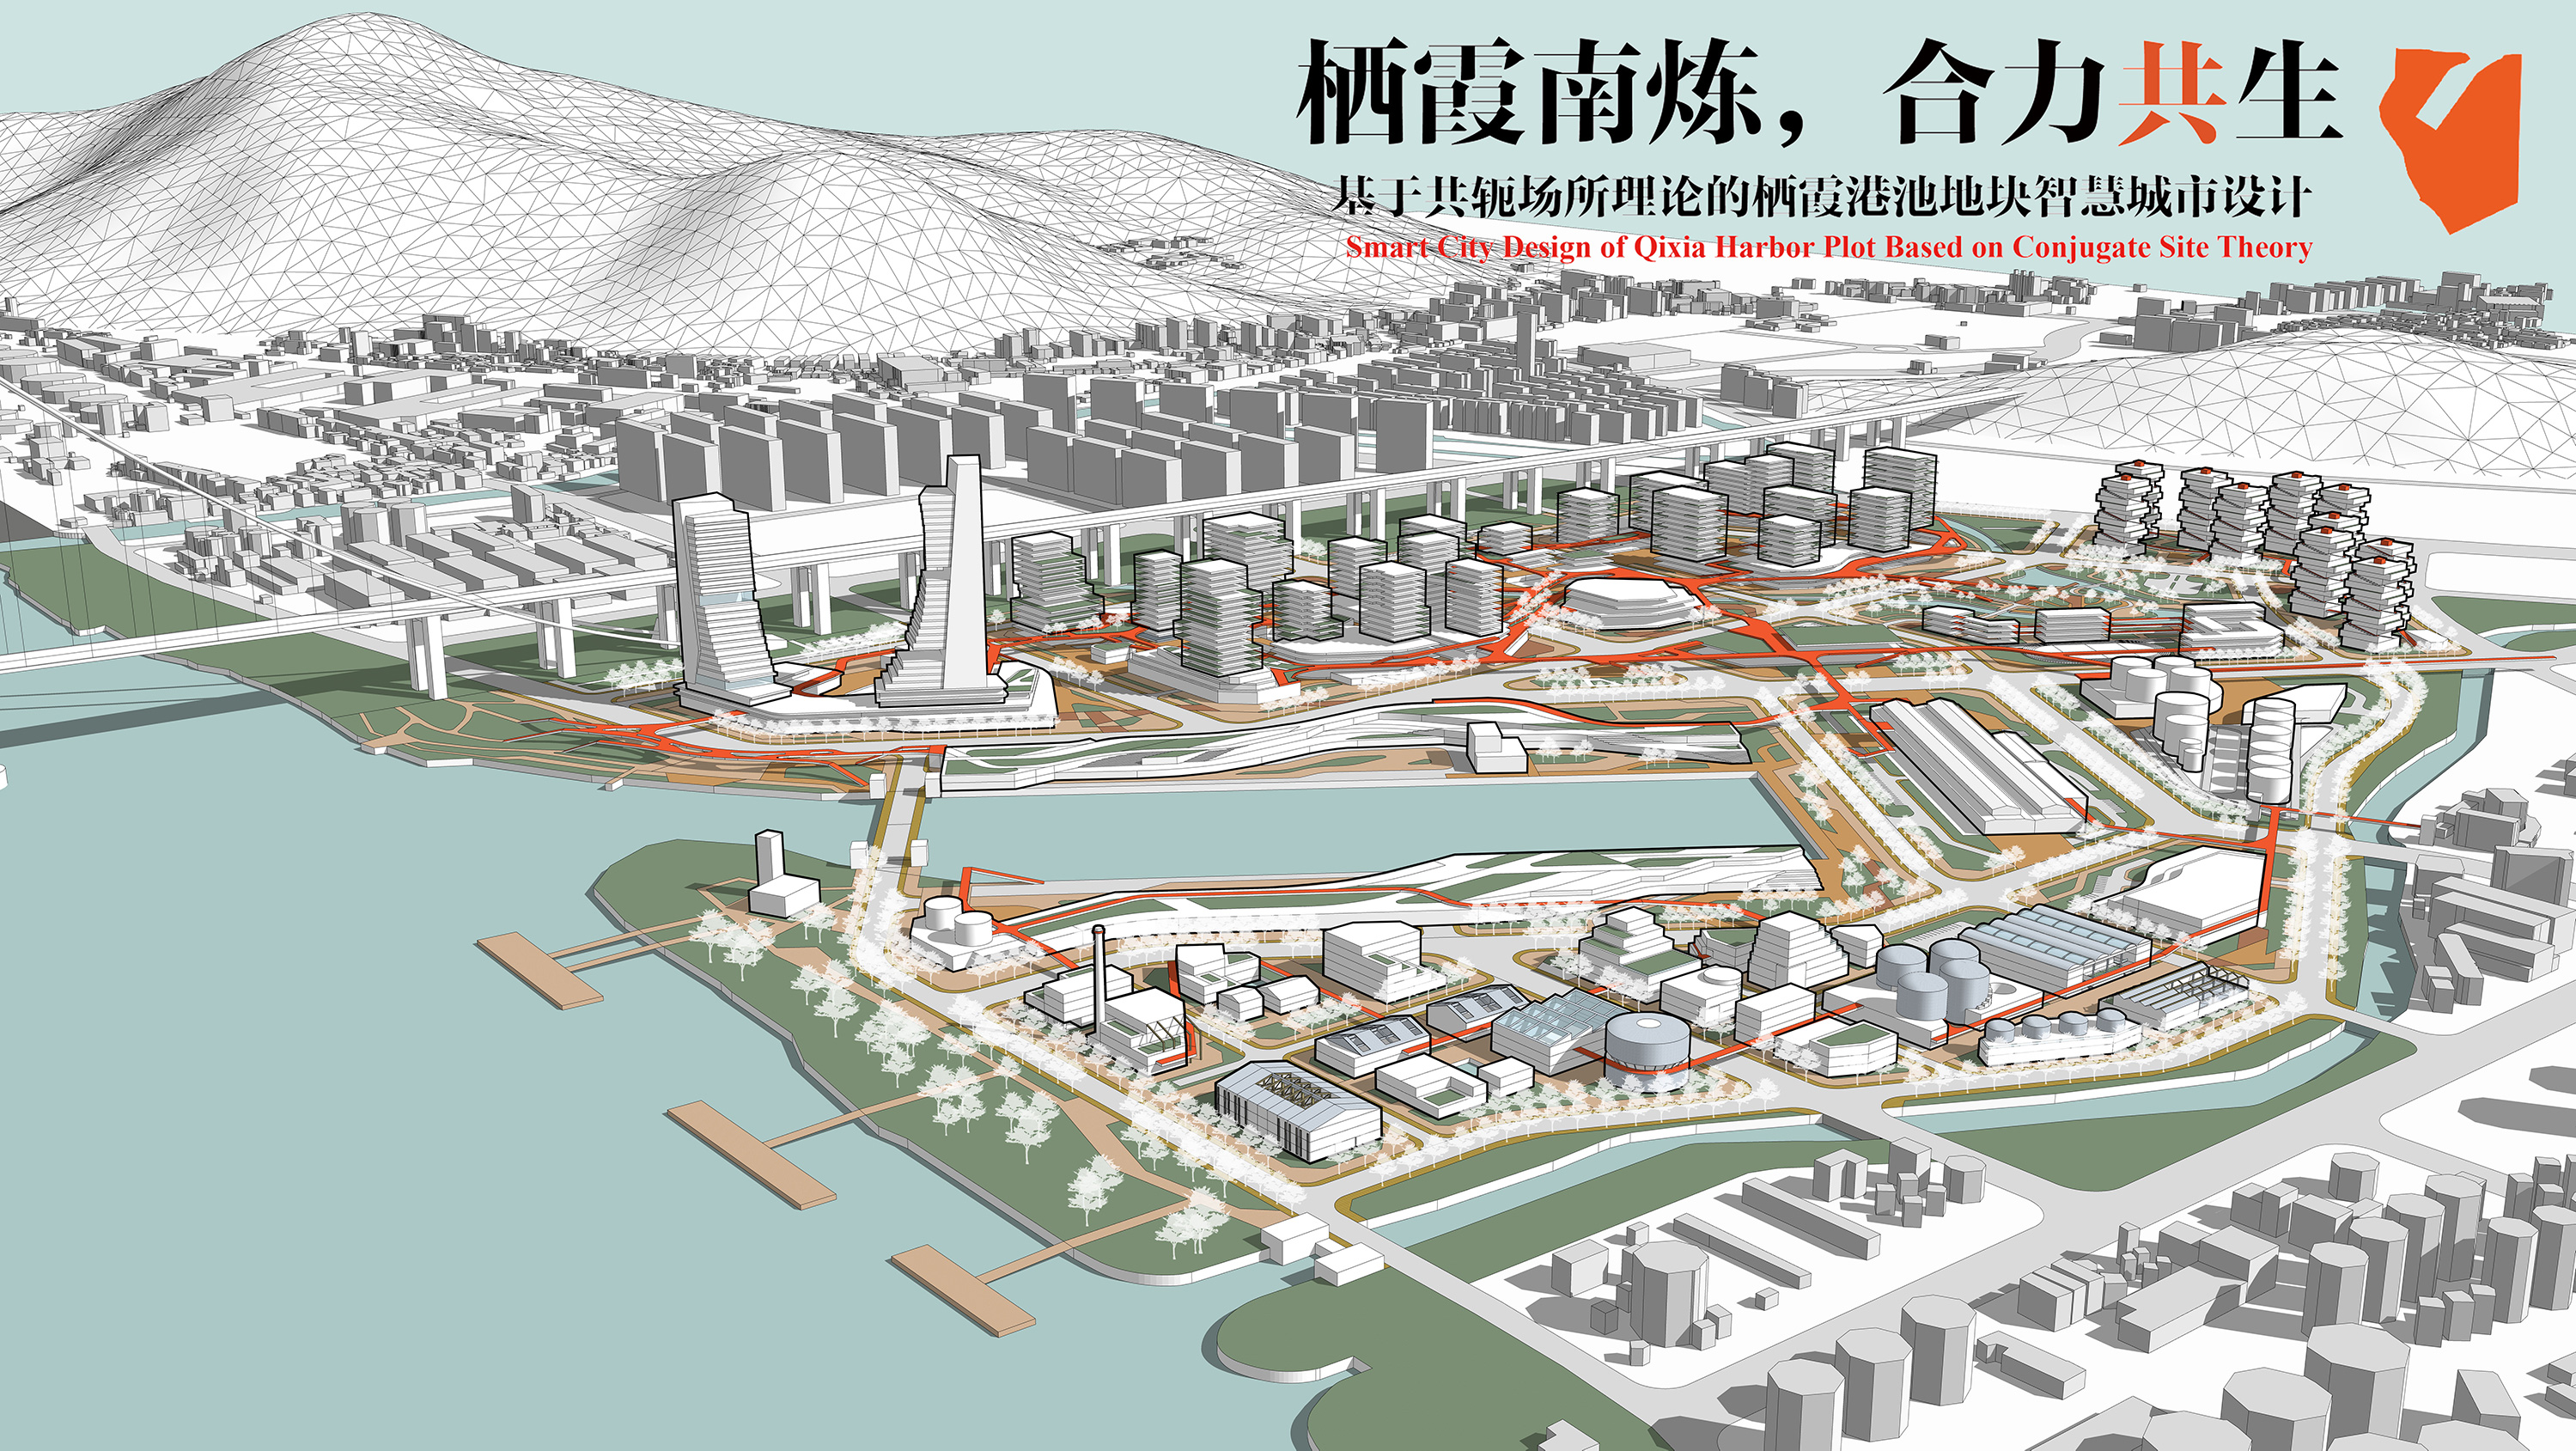 栖霞南炼，合力共生
基于共轭场所理论的栖霞港池地块智慧城市设计
Smart City Design of Qixia Harbor Plot Based on Conjugate Site Theory